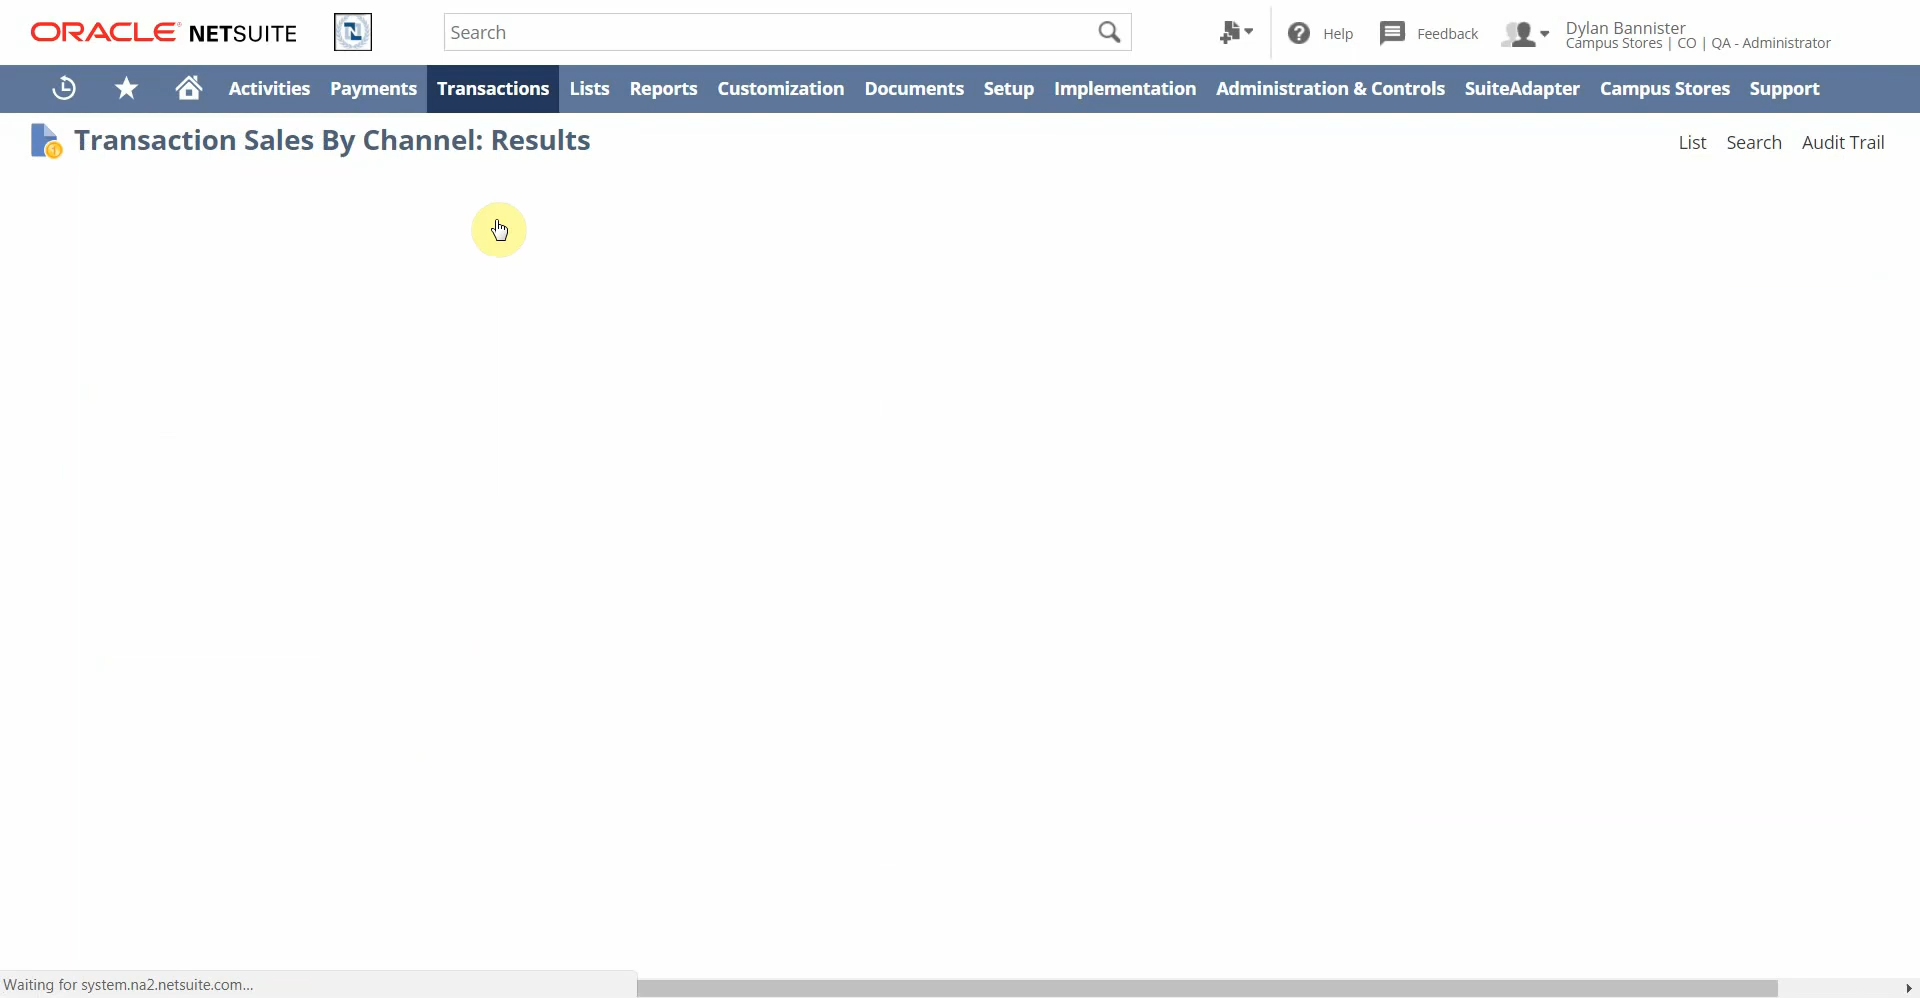 ORACLE NETSUITE
N
Search
Help
Feedback
Dylan Bannister
Campus Stores | CO | QA - Administrator
Activities Payments Transactions Lists Reports Customization Documents Setup Implementation Administration & Controls SuiteAdapter Campus Stores Support
Transaction Sales By Channel: Results
List Search Audit Trail
Waiting for system.na2.netsuite.com...